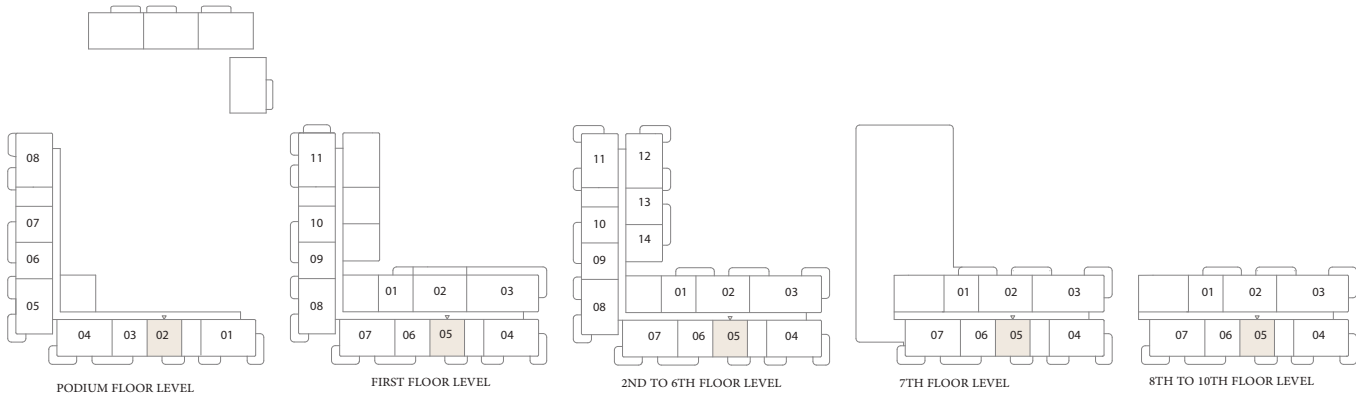 08
07
06
05
04 03 02 01
PODIUM FLOOR LEVEL
11
10
09
08
01 02 03
07 06 05 04
FIRST FLOOR LEVEL
11 12
13
10
14
09
08
01 02 03
07 06 05 04
2ND TO 6TH FLOOR LEVEL
01 02 03
07 06 05 04
7TH FLOOR LEVEL
01 02 03
07 06 05 04
8TH TO 10TH FLOOR LEVEL